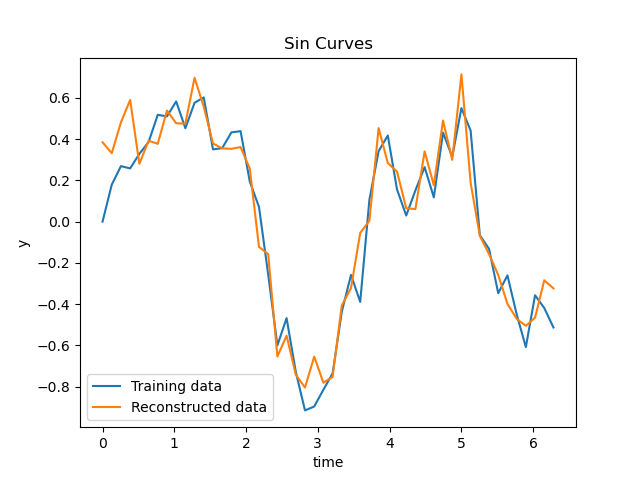 Sin Curves
y
0.6
0.4
0.2
0.0
−0.2
−0.4
−0.6
−0.8
Training data
Reconstructed data
0 1 2 3 4 5 6
time